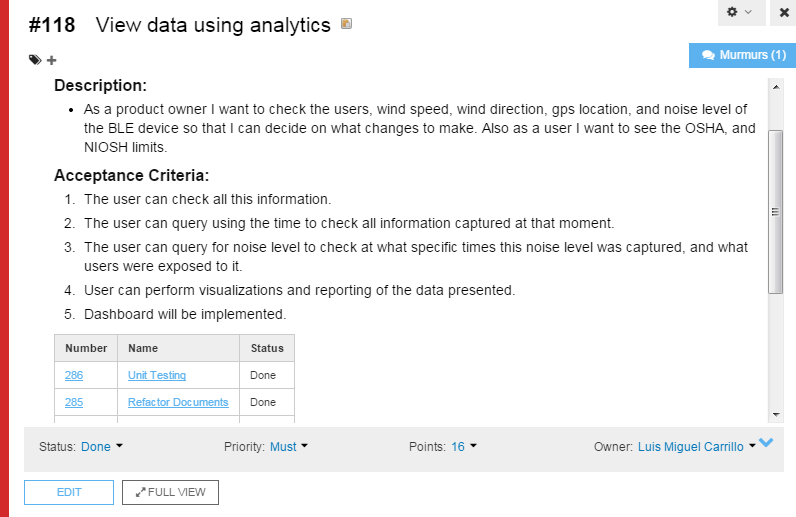 #118 View data using analytics
Murmurs (1)
Description:
• As a product owner I want to check the users, wind speed, wind direction, gps location, and noise level of
the BLE device so that I can decide on what changes to make. Also as a user I want to see the OSHA, and
NIOSH limits.
Acceptance Criteria:
1. The user can check all this information.
2. The user can query using the time to check all information captured at that moment.
3. The user can query for noise level to check at what specific times this noise level was captured, and what
users were exposed to it.
4. User can perform visualizations and reporting of the data presented.
5. Dashboard will be implemented.
Number Name Status
286 Unit Testing Done
285 Refactor Documents Done
Status: Done Priority: Must Points: 16 Owner: Luis Miguel Carrillo
EDIT FULL VIEW